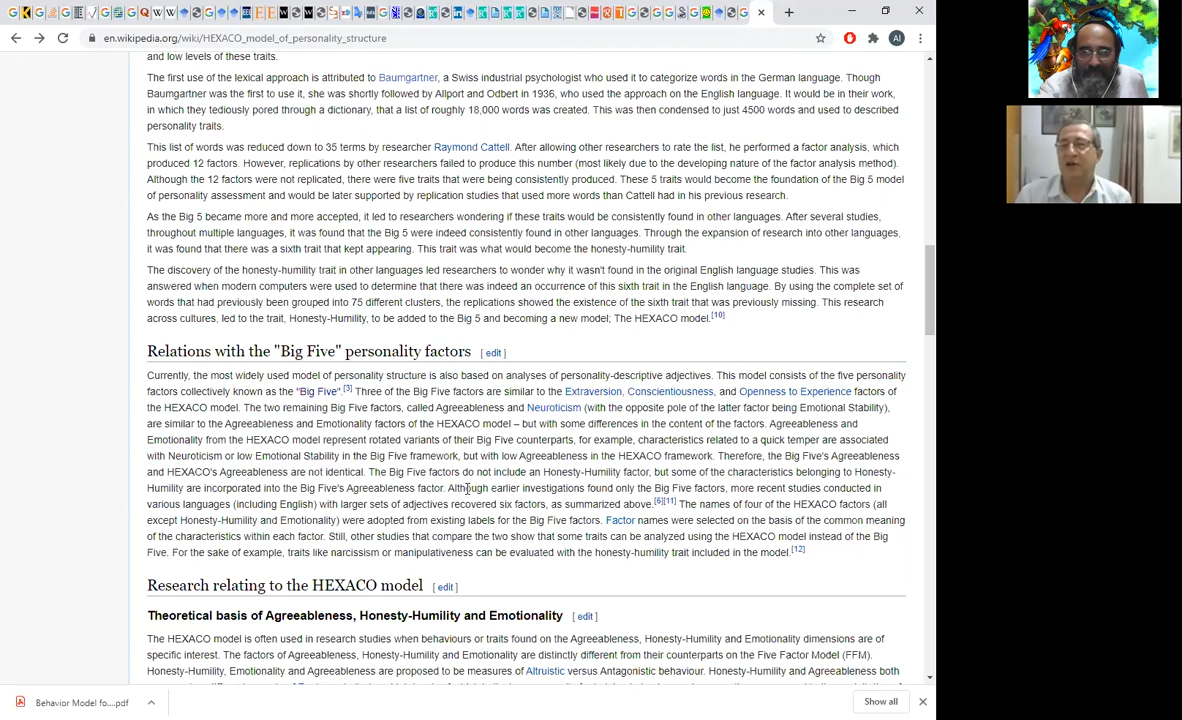 en.wikipedia.org/wiki/HEXACO_model_of_personality_structure
and low levels of these traits.
The first use of the lexical approach is attributed to Baumgartner, a Swiss industrial psychologist who used it to categorize words in the German language. Though
Baumgartner was the first to use it, she was shortly followed by Allport and Odbert in 1936, who used the approach on the English language. It would be in their work,
in which they tediously pored through a dictionary, that a list of roughly 18,000 words was created. This was then condensed to just 4500 words and used to described
personality traits.
This list of words was reduced down to 35 terms by researcher Raymond Cattell. After allowing other researchers to rate the list, he performed a factor analysis, which
produced 12 factors. However, replications by other researchers failed to produce this number (most likely due to the developing nature of the factor analysis method).
Although the 12 factors were not replicated, there were five traits that were being consistently produced. These 5 traits would become the foundation of the Big 5 model
of personality assessment and would be later supported by replication studies that used more words than Cattell had in his previous research.
As the Big 5 became more and more accepted, it led to researchers wondering if these traits would be consistently found in other languages. After several studies,
throughout multiple languages, it was found that the Big 5 were indeed consistently found in other languages. Through the expansion of research into other languages,
it was found that there was a sixth trait that kept appearing. This trait was what would become the honesty-humility trait.
The discovery of the honesty-humility trait in other languages led researchers to wonder why it wasn't found in the original English language studies. This was
answered when modern computers were used to determine that there was indeed an occurrence of this sixth trait in the English language. By using the complete set of
words that had previously been grouped into 75 different clusters, the replications showed the existence of the sixth trait that was previously missing. This research
across cultures, led to the trait, Honesty-Humility, to be added to the Big 5 and becoming a new model; The HEXACO model.[10]
Relations with the "Big Five" personality factors [ edit ]
Currently, the most widely used model of personality structure is also based on analyses of personality-descriptive adjectives. This model consists of the five personality
factors collectively known as the "Big Five".[3] Three of the Big Five factors are similar to the Extraversion, Conscientiousness, and Openness to Experience factors of
the HEXACO model. The two remaining Big Five factors, called Agreeableness and Neuroticism (with the opposite pole of the latter factor being Emotional Stability),
are similar to the Agreeableness and Emotionality factors of the HEXACO model – but with some differences in the content of the factors. Agreeableness and
Emotionality from the HEXACO model represent rotated variants of their Big Five counterparts, for example, characteristics related to a quick temper are associated
with Neuroticism or low Emotional Stability in the Big Five framework, but with low Agreeableness in the HEXACO framework. Therefore, the Big Five's Agreeableness
and HEXACO's Agreeableness are not identical. The Big Five factors do not include an Honesty-Humility factor, but some of the characteristics belonging to Honesty-
Humility are incorporated into the Big Five's Agreeableness factor. Although earlier investigations found only the Big Five factors, more recent studies conducted in
various languages (including English) with larger sets of adjectives recovered six factors, as summarized above.[6][11] The names of four of the HEXACO factors (all
except Honesty-Humility and Emotionality) were adopted from existing labels for the Big Five factors. Factor names were selected on the basis of the common meaning
of the characteristics within each factor. Still, other studies that compare the two show that some traits can be analyzed using the HEXACO model instead of the Big
Five. For the sake of example, traits like narcissism or manipulativeness can be evaluated with the honesty-humility trait included in the model.[12]
Research relating to the HEXACO model [ edit ]
Theoretical basis of Agreeableness, Honesty-Humility and Emotionality [ edit ]
The HEXACO model is often used in research studies when behaviours or traits found on the Agreeableness, Honesty-Humility and Emotionality dimensions are of
specific interest. The factors of Agreeableness, Honesty-Humility and Emotionality are distinctly different from their counterparts on the Five Factor Model (FFM).
Honesty-Humility, Emotionality and Agreeableness are proposed to be measures of Altruistic versus Antagonistic behaviour. Honesty-Humility and Agreeableness both
Behavior Model fo....pdf
Show all